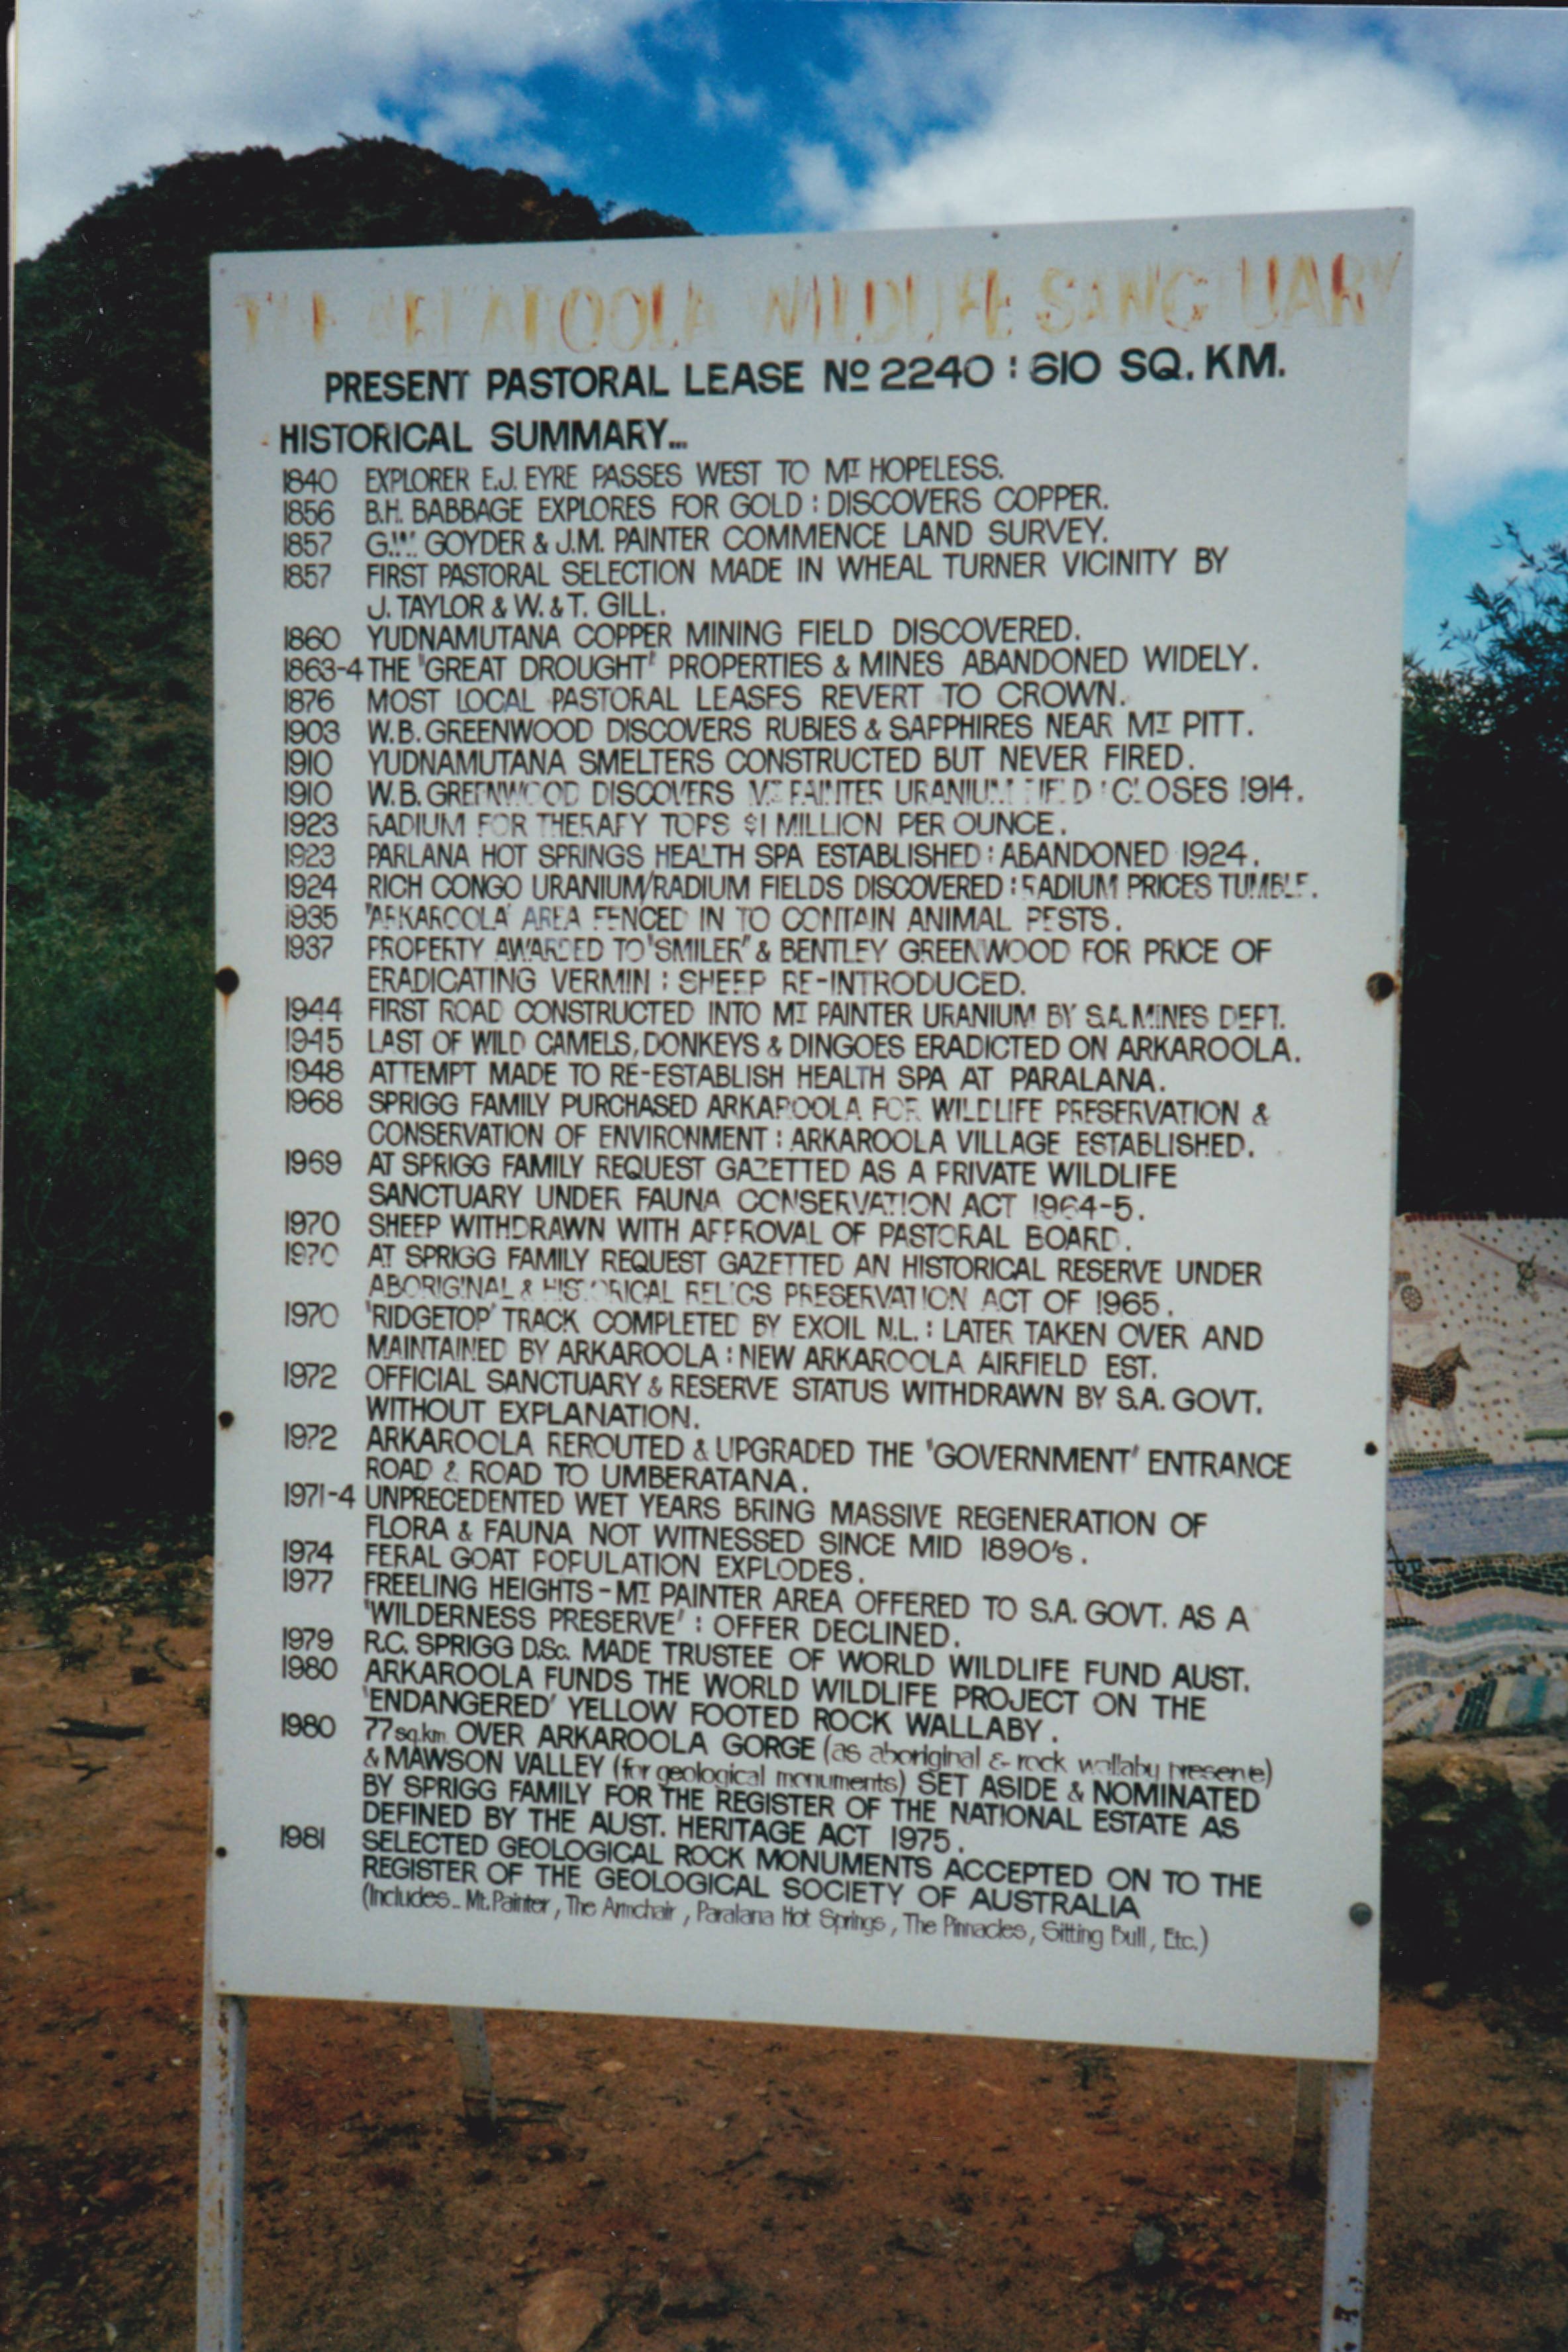 THE ARKAROOLA WILDLIFE SANCTUARY
PRESENT PASTORAL LEASE Nº 2240 : 610 SQ. KM.
HISTORICAL SUMMARY...
1840 EXPLORER E.J. EYRE PASSES WEST TO MT HOPELESS.
1856 B.H. BABBAGE EXPLORES FOR GOLD : DISCOVERS COPPER.
1857 G.W. GOYDER & J.M. PAINTER COMMENCE LAND SURVEY.
1857 FIRST PASTORAL SELECTION MADE IN WHEAL TURNER VICINITY BY
J. TAYLOR & W. & T. GILL.
1860 YUDNAMUTANA COPPER MINING FIELD DISCOVERED.
1863-4 THE "GREAT DROUGHT" PROPERTIES & MINES ABANDONED WIDELY.
1876 MOST LOCAL PASTORAL LEASES REVERT TO CROWN.
1903 W.B. GREENWOOD DISCOVERS RUBIES & SAPPHIRES NEAR MT PITT.
1910 YUDNAMUTANA SMELTERS CONSTRUCTED BUT NEVER FIRED.
1910 W.B. GREENWOOD DISCOVERS MT PAINTER URANIUM FIELD : CLOSES 1914.
1923 RADIUM FOR THERAPY TOPS $1 MILLION PER OUNCE.
1923 PARLANA HOT SPRINGS HEALTH SPA ESTABLISHED : ABANDONED 1924.
1924 RICH CONGO URANIUM/RADIUM FIELDS DISCOVERED : RADIUM PRICES TUMBLE.
1935 'ARKAROOLA' AREA FENCED IN TO CONTAIN ANIMAL PESTS.
1937 PROPERTY AWARDED TO "SMILER" & BENTLEY GREENWOOD FOR PRICE OF
ERADICATING VERMIN : SHEEP RE-INTRODUCED.
1944 FIRST ROAD CONSTRUCTED INTO MT PAINTER URANIUM BY S.A. MINES DEPT.
1945 LAST OF WILD CAMELS, DONKEYS & DINGOES ERADICTED ON ARKAROOLA.
1948 ATTEMPT MADE TO RE-ESTABLISH HEALTH SPA AT PARALANA.
1968 SPRIGG FAMILY PURCHASED ARKAROOLA FOR WILDLIFE PRESERVATION &
CONSERVATION OF ENVIRONMENT : ARKAROOLA VILLAGE ESTABLISHED.
1969 AT SPRIGG FAMILY REQUEST GAZETTED AS A PRIVATE WILDLIFE
SANCTUARY UNDER FAUNA CONSERVATION ACT 1964-5.
1970 SHEEP WITHDRAWN WITH APPROVAL OF PASTORAL BOARD.
1970 AT SPRIGG FAMILY REQUEST GAZETTED AN HISTORICAL RESERVE UNDER
ABORIGINAL & HISTORICAL RELICS PRESERVATION ACT OF 1965.
1970 'RIDGETOP' TRACK COMPLETED BY EXOIL N.L. : LATER TAKEN OVER AND
MAINTAINED BY ARKAROOLA : NEW ARKAROOLA AIRFIELD EST.
1972 OFFICIAL SANCTUARY & RESERVE STATUS WITHDRAWN BY S.A. GOVT.
WITHOUT EXPLANATION.
1972 ARKAROOLA REROUTED & UPGRADED THE 'GOVERNMENT' ENTRANCE
ROAD & ROAD TO UMBERATANA.
1971-4 UNPRECEDENTED WET YEARS BRING MASSIVE REGENERATION OF
FLORA & FAUNA NOT WITNESSED SINCE MID 1890's.
1974 FERAL GOAT POPULATION EXPLODES.
1977 FREELING HEIGHTS - MT PAINTER AREA OFFERED TO S.A. GOVT. AS A
'WILDERNESS PRESERVE' : OFFER DECLINED.
1979 R.C. SPRIGG D.Sc. MADE TRUSTEE OF WORLD WILDLIFE FUND AUST.
1980 ARKAROOLA FUNDS THE WORLD WILDLIFE PROJECT ON THE
'ENDANGERED' YELLOW FOOTED ROCK WALLABY.
1980 77 sq.km. OVER ARKAROOLA GORGE (as aboriginal & rock wallaby preserve)
& MAWSON VALLEY (for geological monuments) SET ASIDE & NOMINATED
BY SPRIGG FAMILY FOR THE REGISTER OF THE NATIONAL ESTATE AS
DEFINED BY THE AUST. HERITAGE ACT 1975.
1981 SELECTED GEOLOGICAL ROCK MONUMENTS ACCEPTED ON TO THE
REGISTER OF THE GEOLOGICAL SOCIETY OF AUSTRALIA
(Includes - Mt. Painter, The Armchair, Paralana Hot Springs, The Pinnacles, Sitting Bull, Etc.)